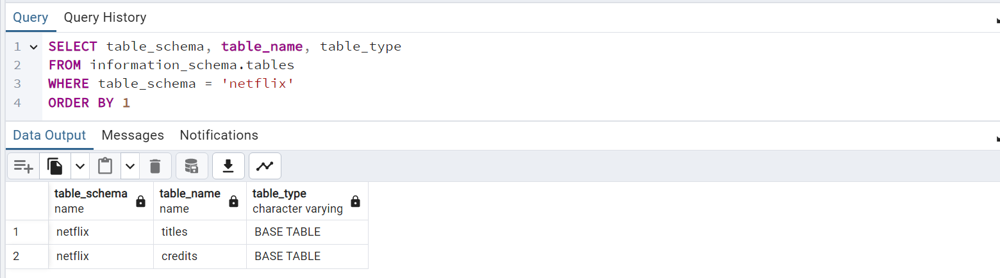 Query Query History
1 SELECT table_schema, table_name, table_type
2 FROM information_schema.tables
3 WHERE table_schema = 'netflix'
4 ORDER BY 1
Data Output Messages Notifications
table_schema table_name table_type
name name character varying
1 netflix titles BASE TABLE
2 netflix credits BASE TABLE